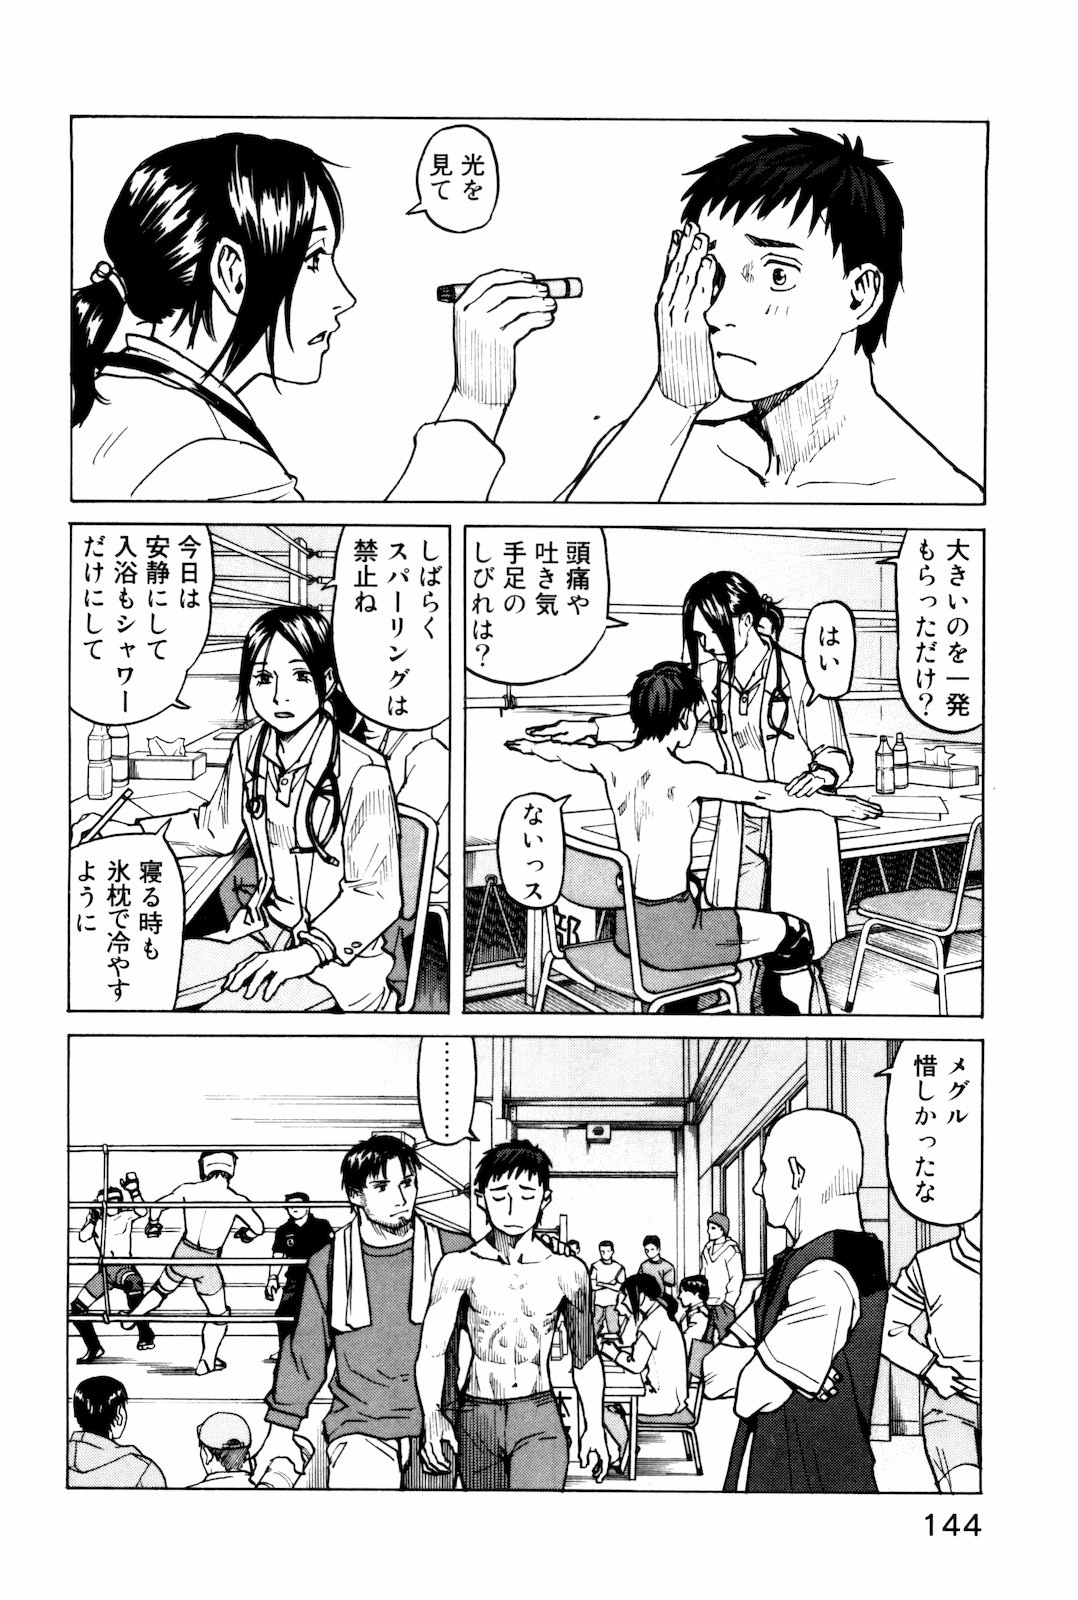 光を
見て
大きいのを一発
もらっただけ？
はい
頭痛や
吐き気
手足の
しびれは？
ないっス
しばらく
スパーリングは
禁止ね
今日は
安静にして
入浴もシャワー
だけにして
寝る時も
氷枕で冷やす
ように
部
メグル
惜しかったな
………
144